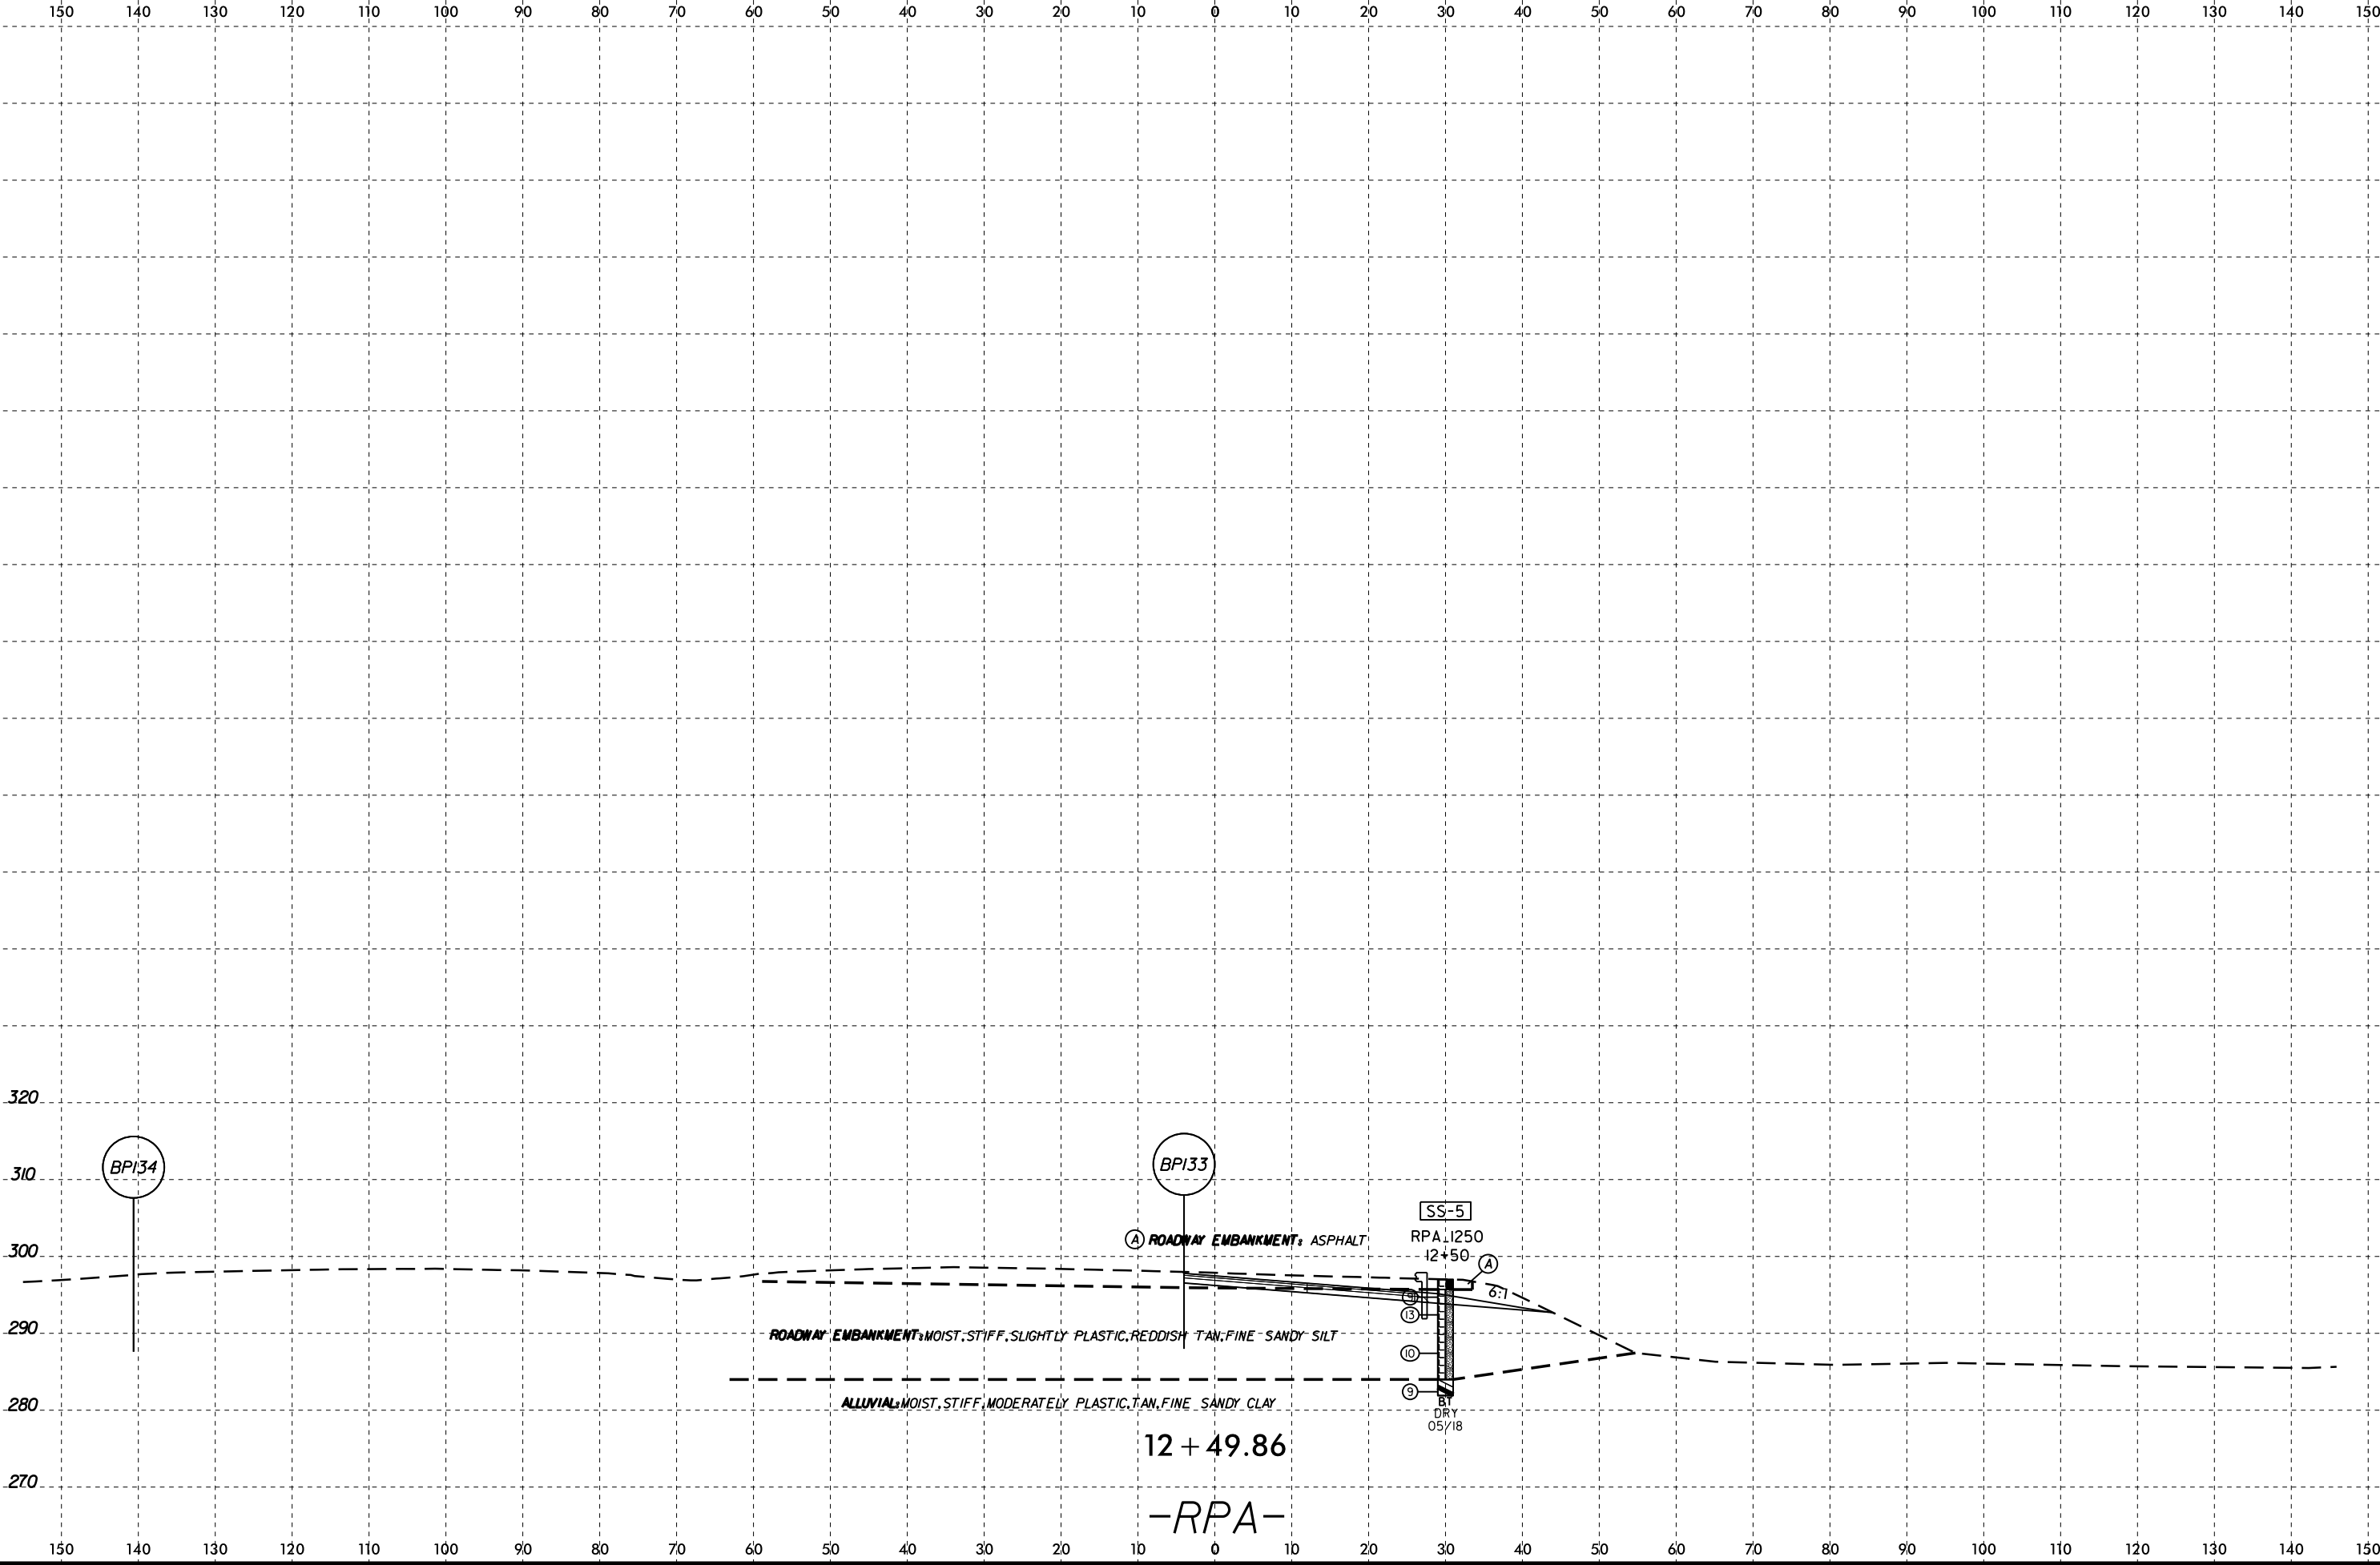 150 140 130 120 110 100 90 80 70 60 50 40 30 20 10 0 10 20 30 40 50 60 70 80 90 100 110 120 130 140 150
320
BP134
BP133
310
SS-5
RPA_1250
A ROADWAY EMBANKMENT: ASPHALT
300
12+50
A
9
6:1
13
290
ROADWAY EMBANKMENT: MOIST, STIFF, SLIGHTLY PLASTIC, REDDISH TAN, FINE SANDY SILT
10
9
280
ALLUVIAL: MOIST, STIFF, MODERATELY PLASTIC, TAN, FINE SANDY CLAY
BT
DRY
05/18
12+49.86
270
-RPA-
150 140 130 120 110 100 90 80 70 60 50 40 30 20 10 0 10 20 30 40 50 60 70 80 90 100 110 120 130 140 150